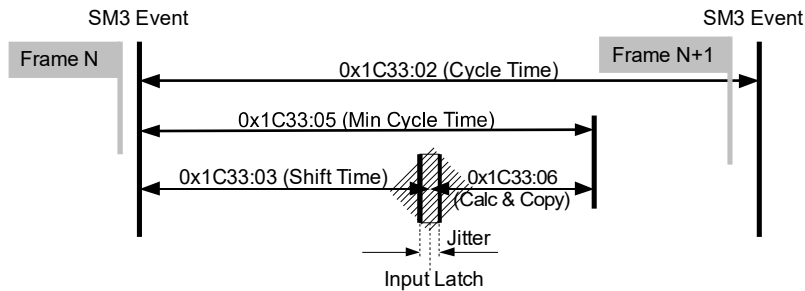 SM3 Event
SM3 Event
Frame N
Frame N+1
0x1C33:02 (Cycle Time)
0x1C33:05 (Min Cycle Time)
0x1C33:03 (Shift Time)
0x1C33:06
(Calc & Copy)
Jitter
Input Latch